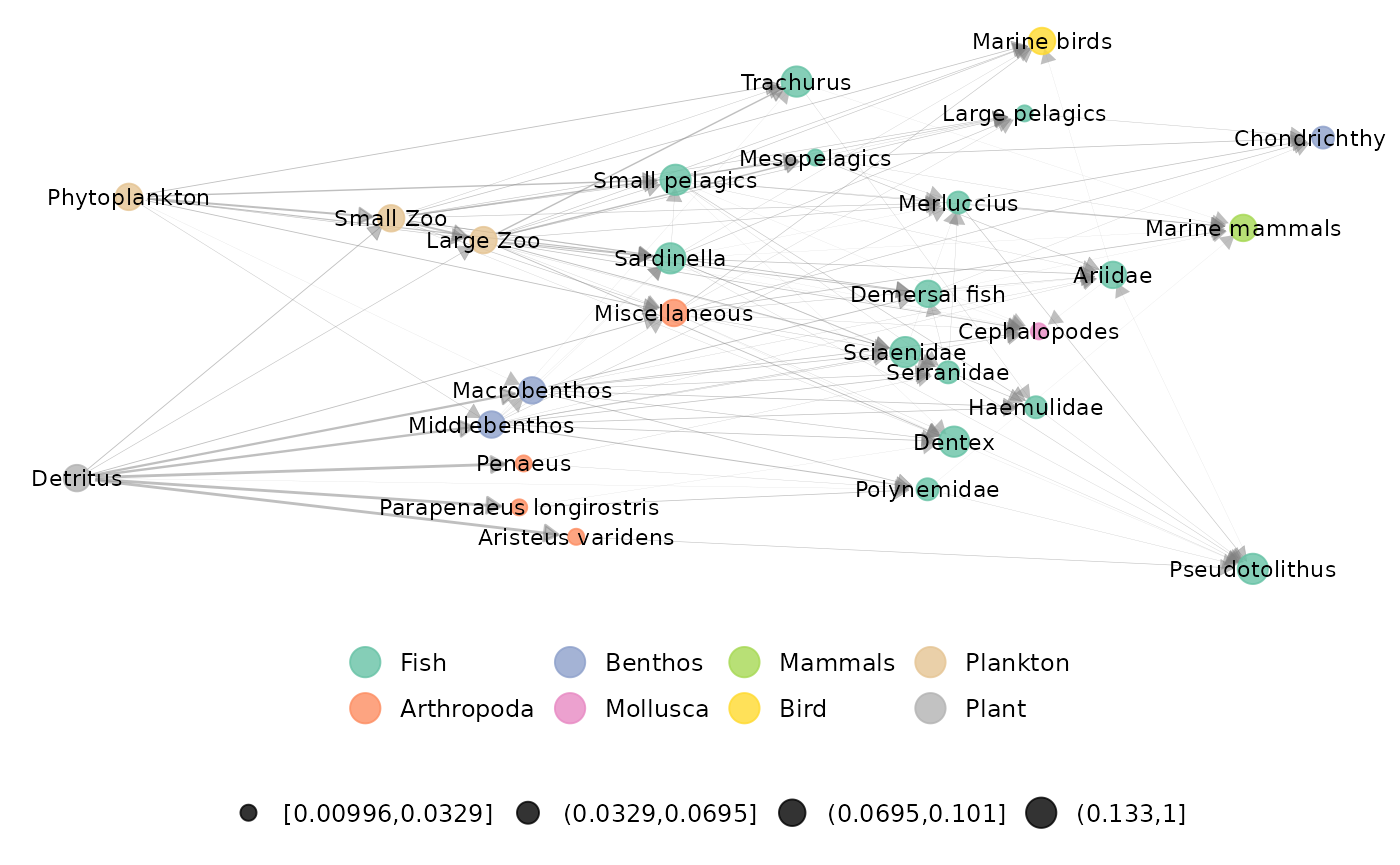 Marine birds
Trachurus
Large pelagics
Chondrichthy
Mesopelagics
Small pelagics
Phytoplankton
Merluccius
Small Zoo
Marine mammals
Large Zoo
Sardinella
Ariidae
Demersal fish
Miscellaneous
Cephalopodes
Sciaenidae
Serranidae
Macrobenthos
Haemulidae
Middlebenthos
Dentex
Penaeus
Detritus
Polynemidae
Parapenaeus longirostris
Aristeus varidens
Pseudotolithus
Fish
Benthos
Mammals
Plankton
Arthropoda
Mollusca
Bird
Plant
[0.00996,0.0329]
(0.0329,0.0695]
(0.0695,0.101]
(0.133,1]